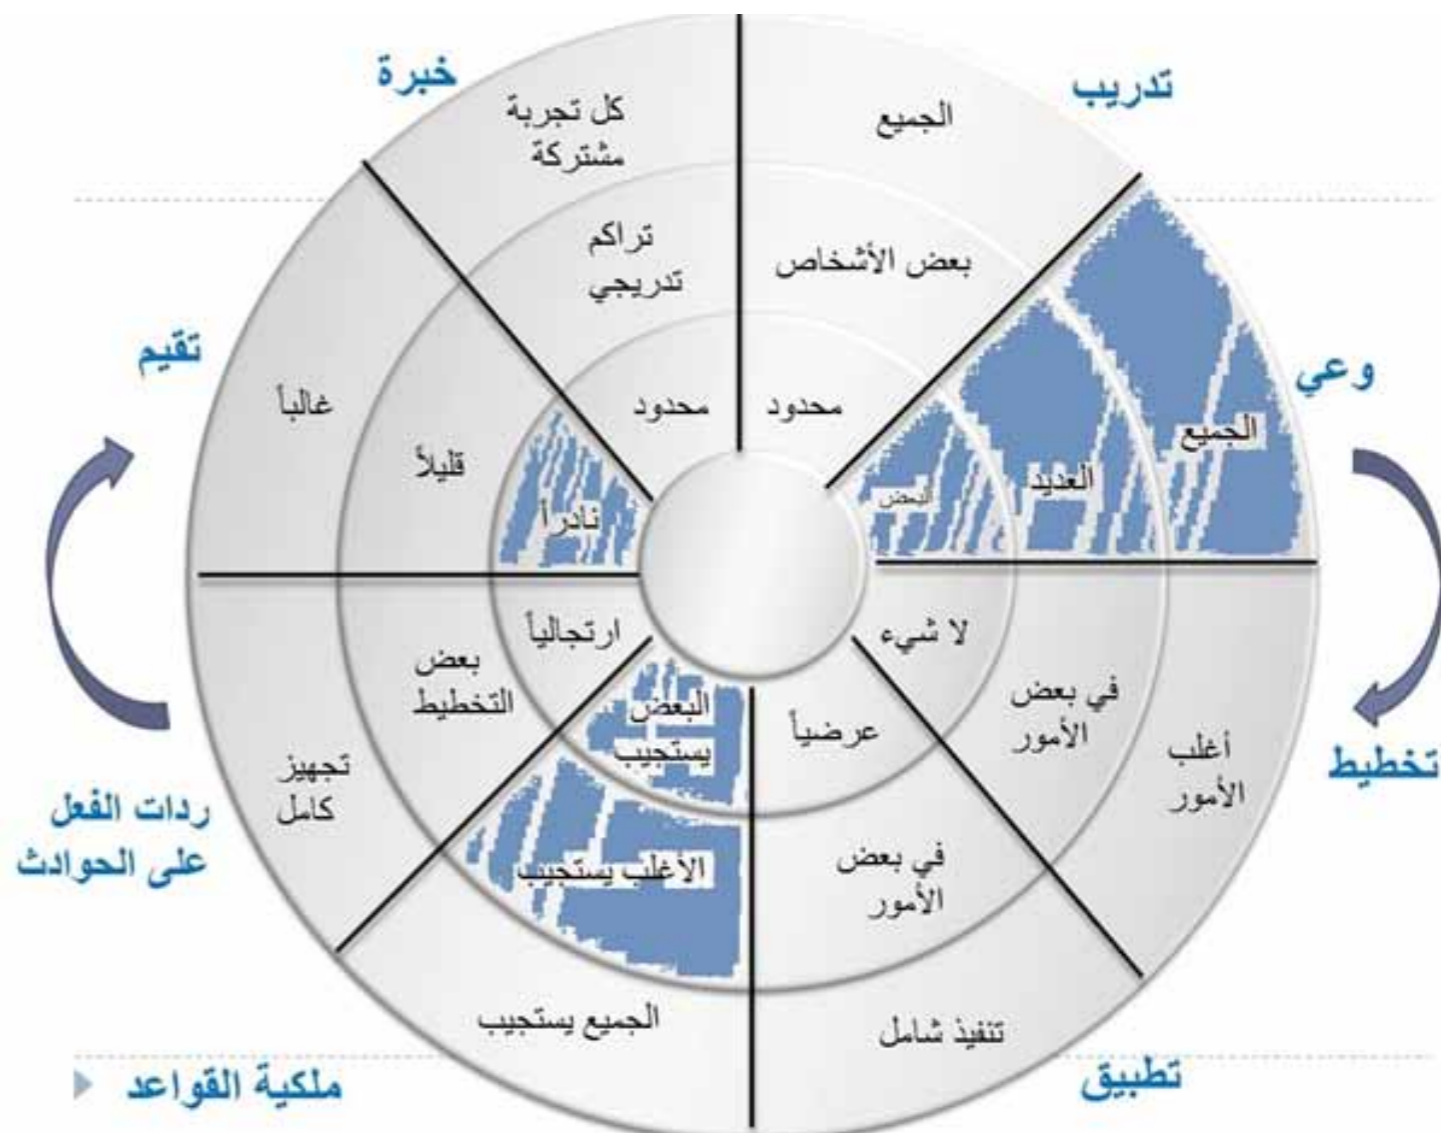 خبرة
تدريب
كل تجربة
مشتركة
الجميع
تراكم
تدريجي
بعض الأشخاص
محدود
محدود
تقيم
غالباً
قليلاً
نادراً
وعي
الجميع
العديد
البعض
ارتجالياً
بعض
التخطيط
تجهيز
كامل
ردات الفعل
على الحوادث
لا شيء
في بعض
الأمور
أغلب
الأمور
تخطيط
البعض
يستجيب
الأغلب يستجيب
الجميع يستجيب
ملكية القواعد
عرضياً
في بعض
الأمور
تنفيذ شامل
تطبيق